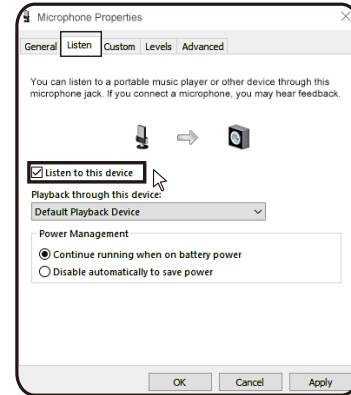 Microphone Properties
General Listen Custom Levels Advanced
You can listen to a portable music player or other device through this
microphone jack. If you connect a microphone, you may hear feedback.
Listen to this device
Playback through this device:
Default Playback Device
Power Management
Continue running when on battery power
Disable automatically to save power
OK Cancel Apply